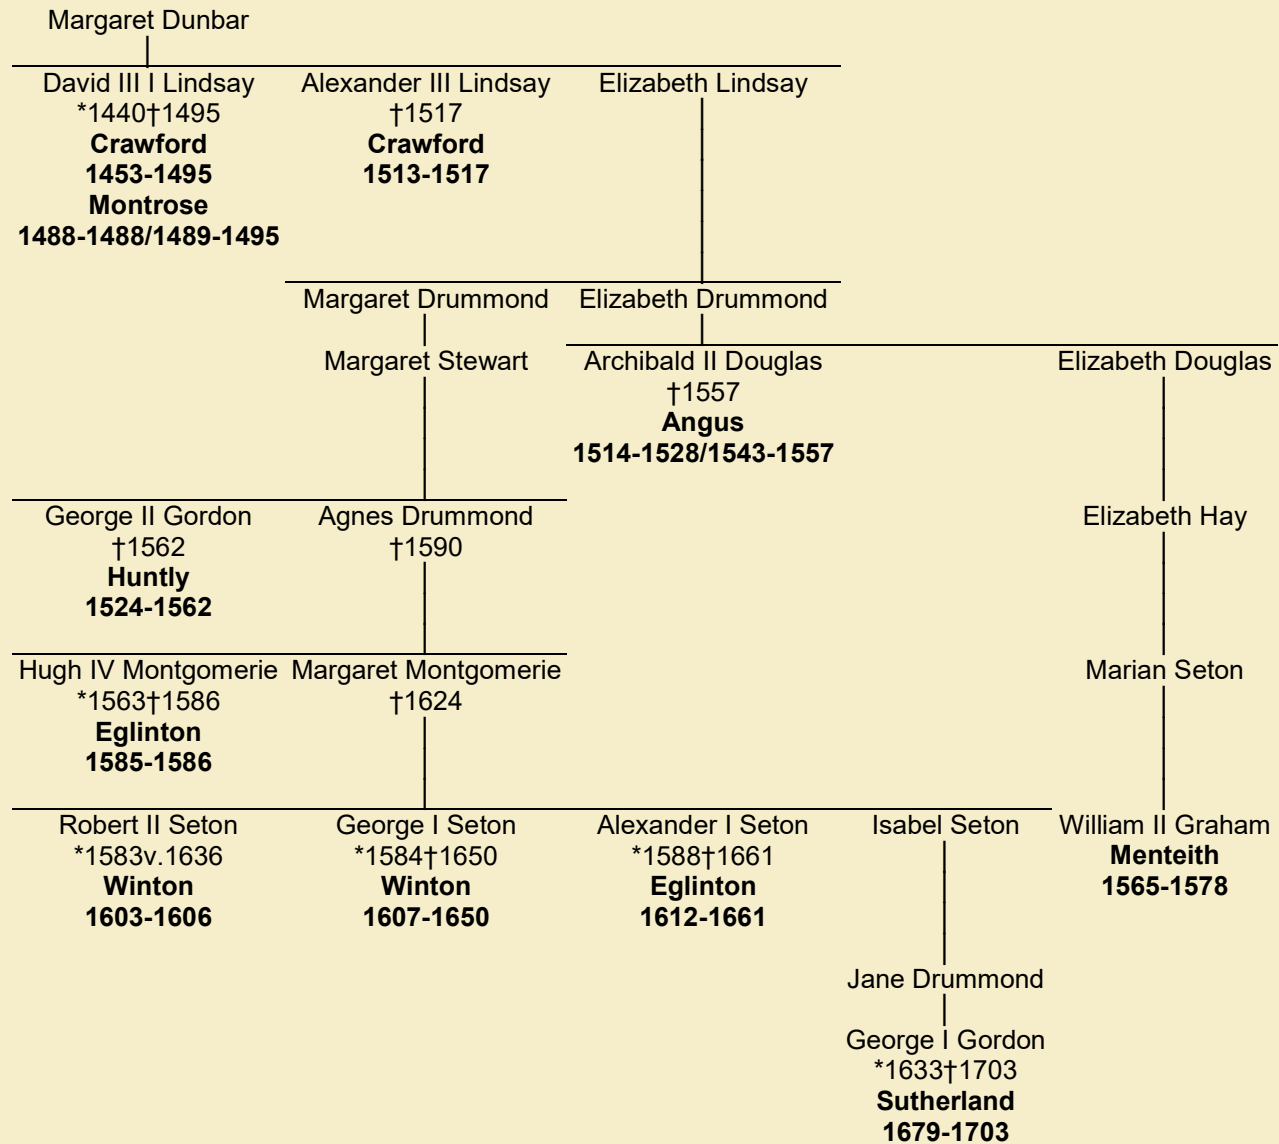 Margaret Dunbar
David III I Lindsay Alexander III Lindsay Elizabeth Lindsay
*1440†1495 †1517
Crawford Crawford
1453-1495 1513-1517
Montrose
1488-1488/1489-1495
Margaret Drummond Elizabeth Drummond
Margaret Stewart Archibald II Douglas Elizabeth Douglas
†1557
Angus
1514-1528/1543-1557
George II Gordon Agnes Drummond Elizabeth Hay
†1562 †1590
Huntly
1524-1562
Hugh IV Montgomerie Margaret Montgomerie Marian Seton
*1563†1586 †1624
Eglinton
1585-1586
Robert II Seton George I Seton Alexander I Seton Isabel Seton William II Graham
*1583v.1636 *1584†1650 *1588†1661 Menteith
Winton Winton Eglinton 1565-1578
1603-1606 1607-1650 1612-1661
Jane Drummond
George I Gordon
*1633†1703
Sutherland
1679-1703